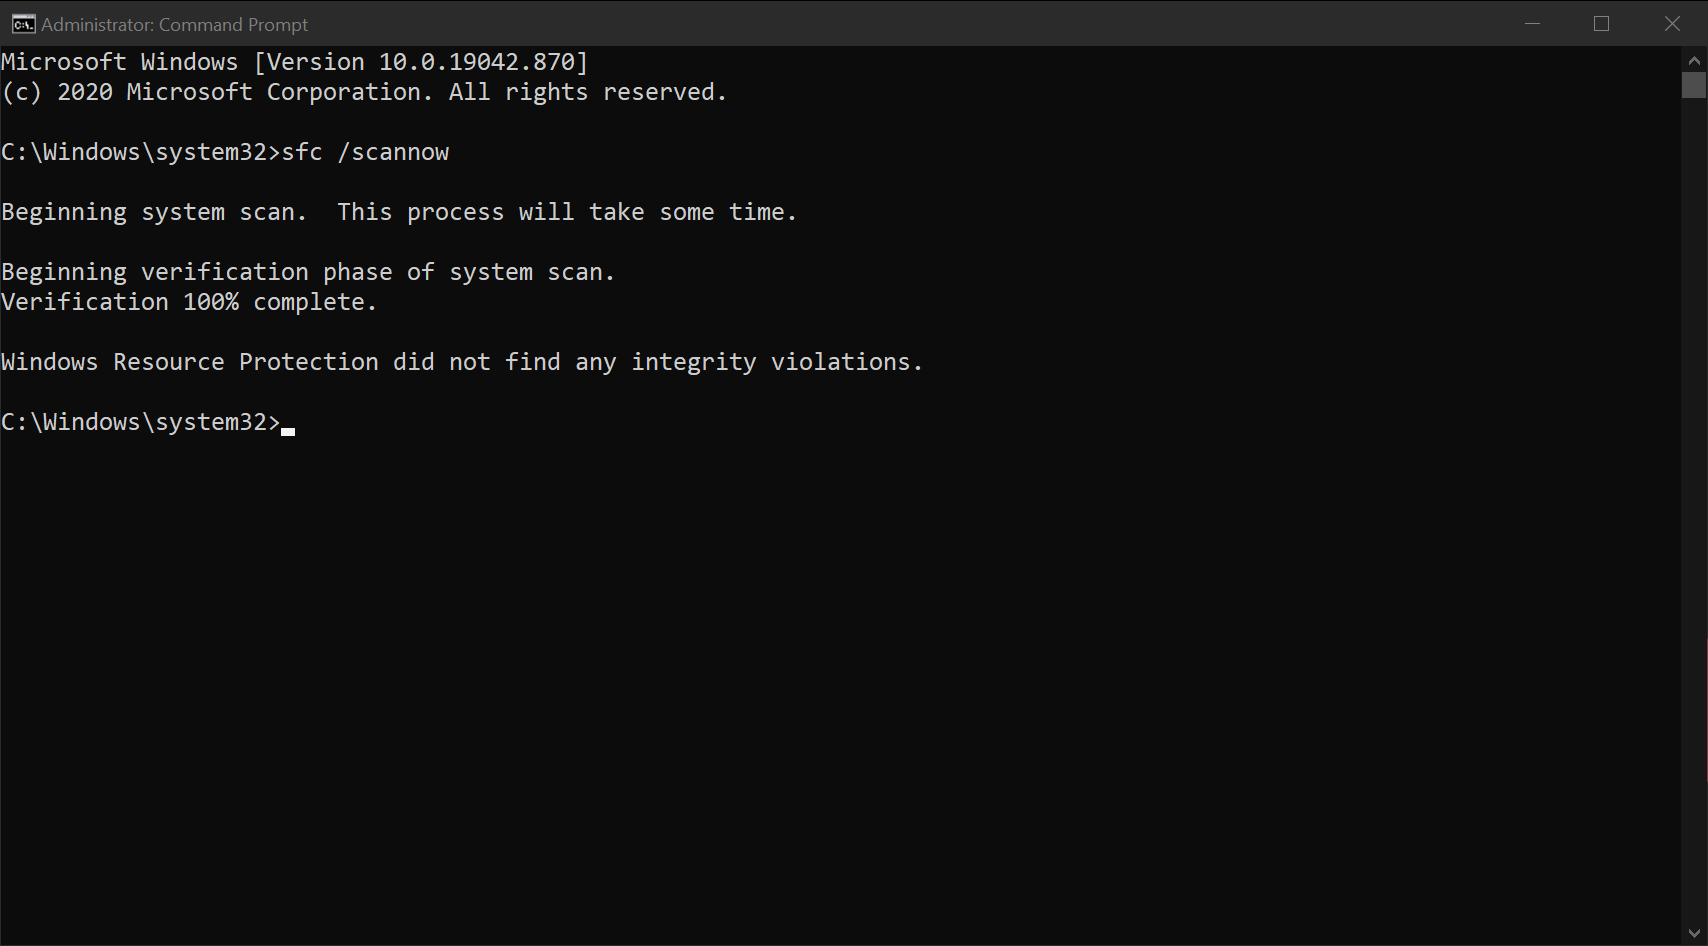 Administrator: Command Prompt
Microsoft Windows [Version 10.0.19042.870]
(c) 2020 Microsoft Corporation. All rights reserved.
C:\Windows\system32>sfc /scannow
Beginning system scan.  This process will take some time.
Beginning verification phase of system scan.
Verification 100% complete.
Windows Resource Protection did not find any integrity violations.
C:\Windows\system32>